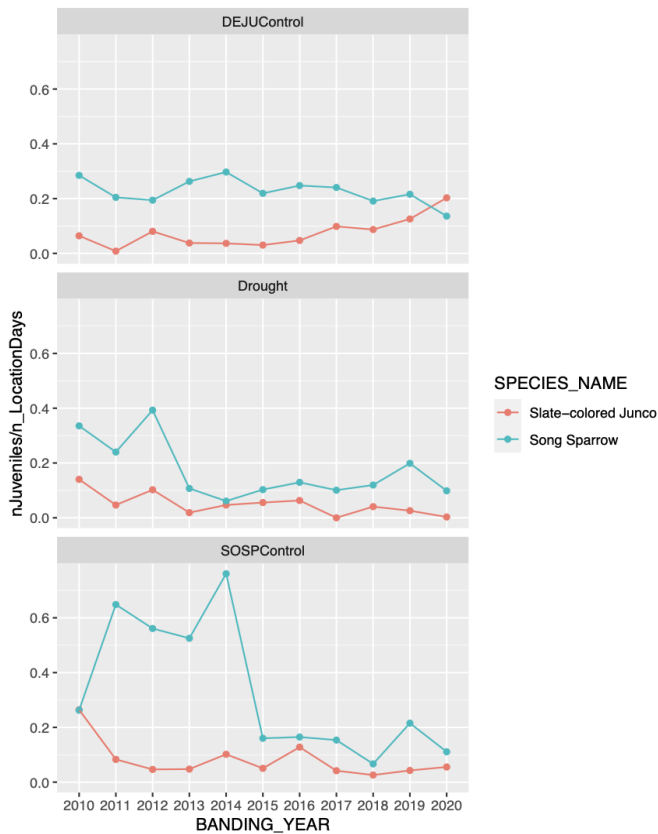 DEJUControl
0.6
0.4
0.2
0.0
Drought
0.6
0.4
0.2
0.0
SOSPControl
0.6
0.4
0.2
0.0
2010 2011 2012 2013 2014 2015 2016 2017 2018 2019 2020
BANDING_YEAR
nJuveniles/n_LocationDays
SPECIES_NAME
Slate-colored Junco
Song Sparrow